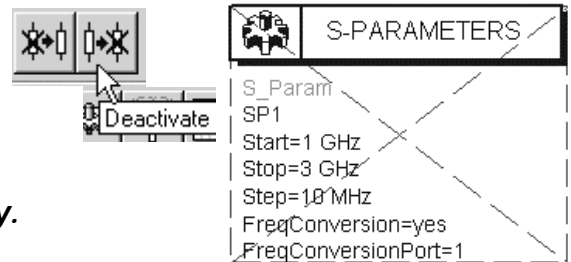 S-PARAMETERS
S_Param
SP1
Start=1 GHz
Stop=3 GHz
Step=10 MHz
FreqConversion=yes
FreqConversionPort=1
Deactivate
y.